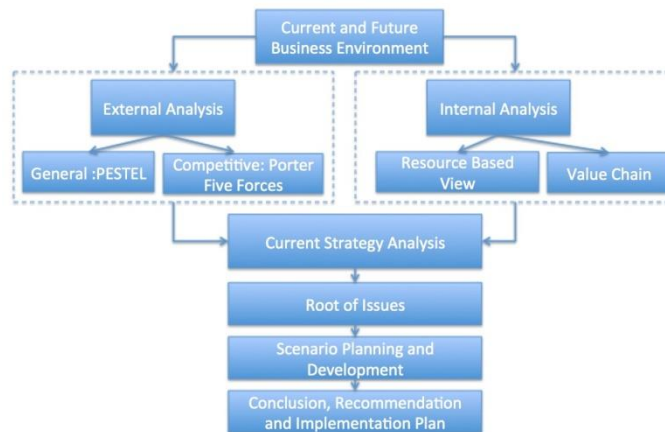 Current and Future
Business Environment
External Analysis
Internal Analysis
General :PESTEL
Competitive: Porter
Five Forces
Resource Based
View
Value Chain
Current Strategy Analysis
Root of Issues
Scenario Planning and
Development
Conclusion, Recommendation
and Implementation Plan